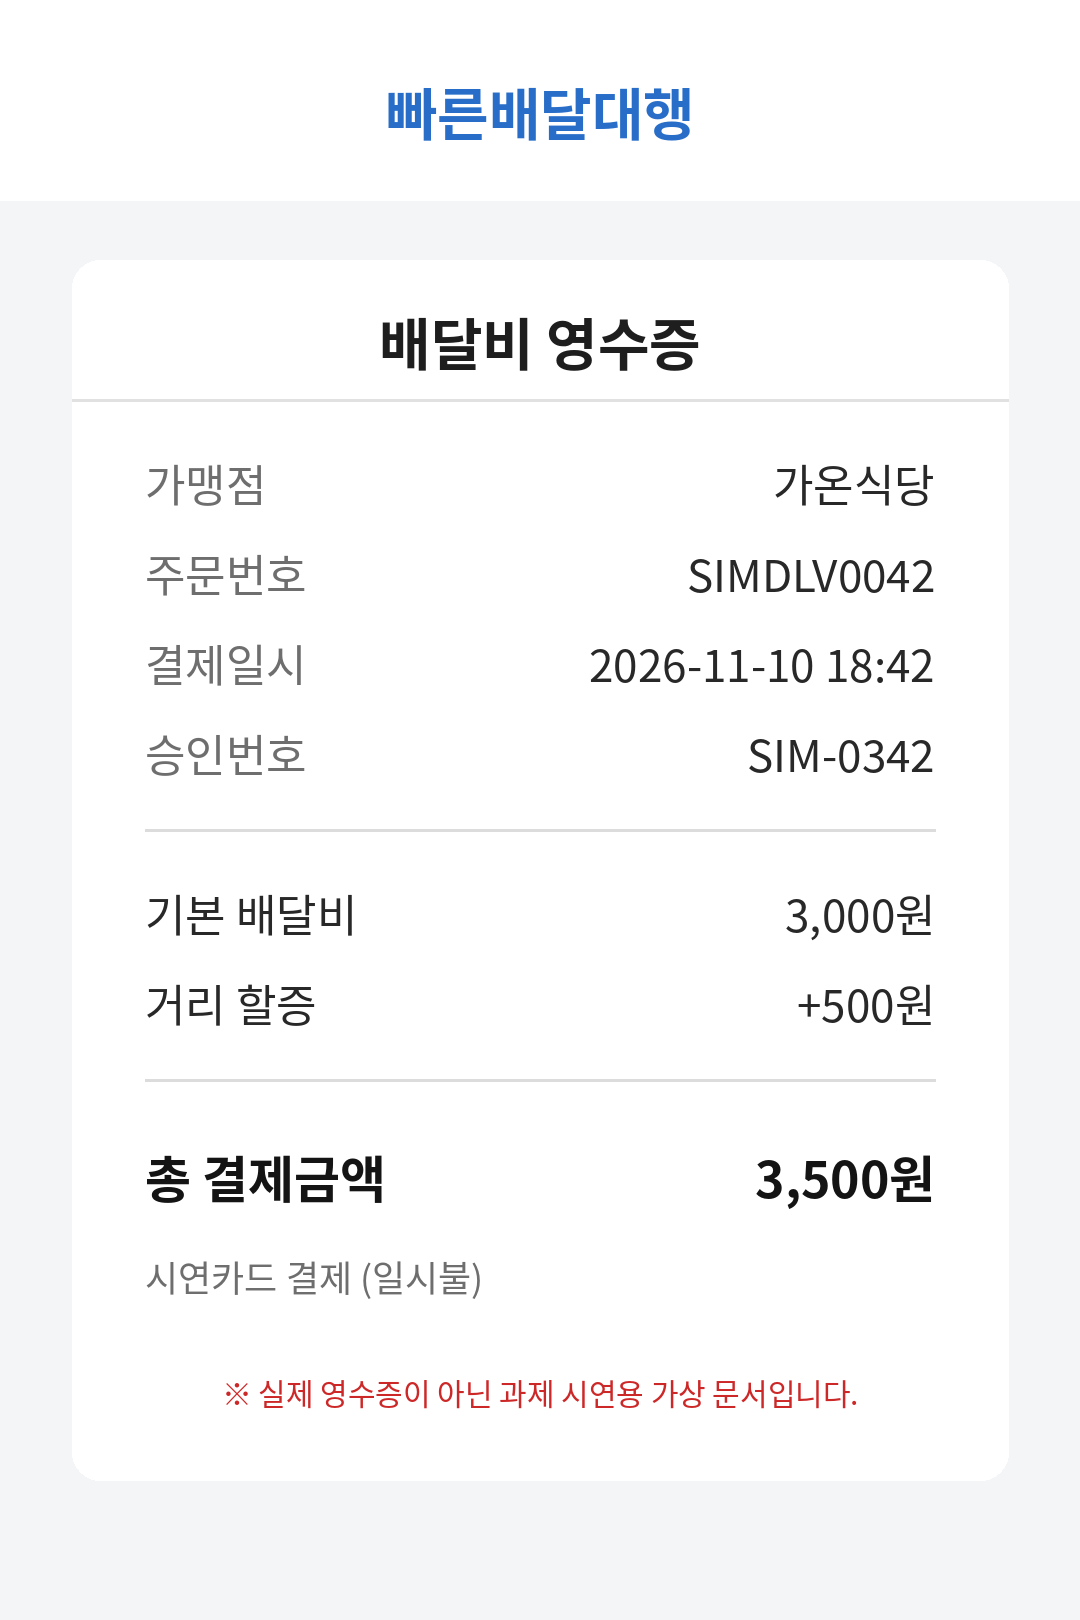 빠른배달대행
배달비 영수증
가맹점 가온식당
주문번호 SIMDLV0042
결제일시 2026-11-10 18:42
승인번호 SIM-0342
기본 배달비 3,000원
거리 할증 +500원
총 결제금액 3,500원
시연카드 결제 (일시불)
※ 실제 영수증이 아닌 과제 시연용 가상 문서입니다.